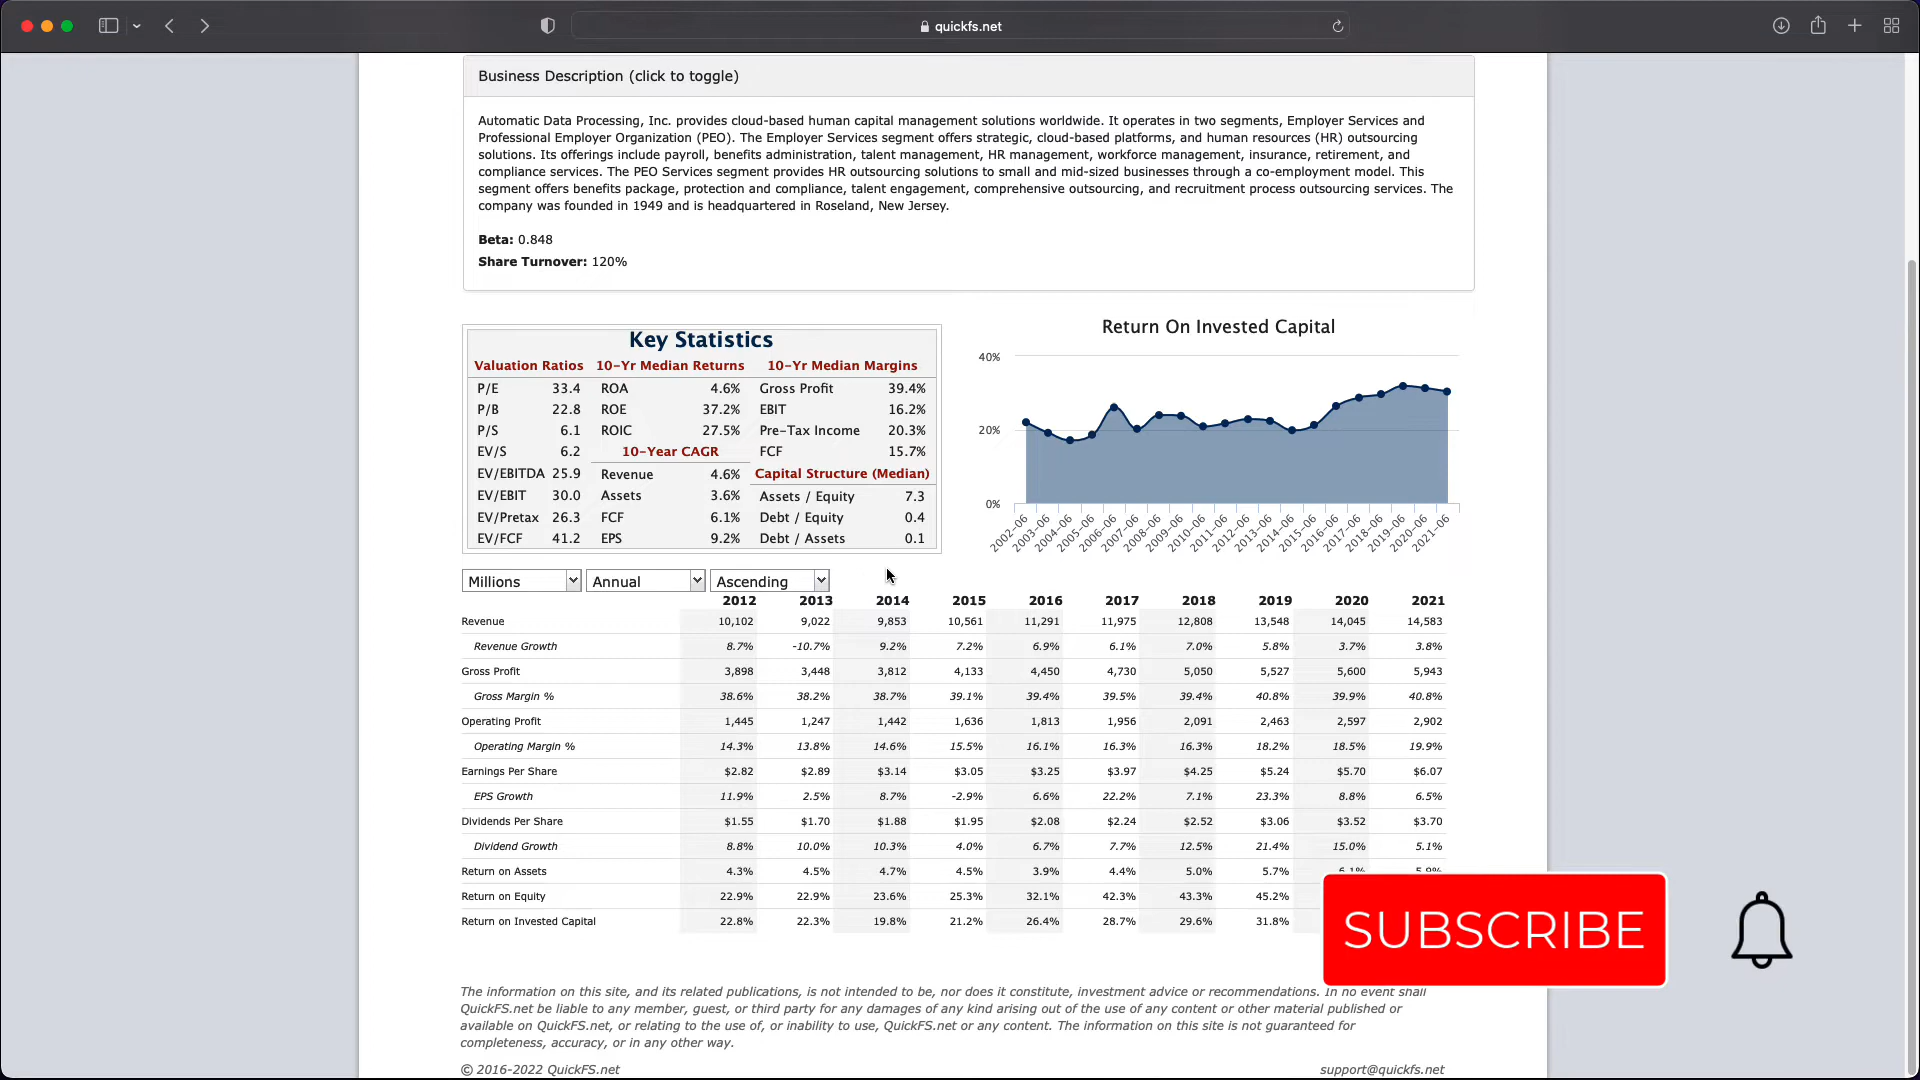 quickfs.net
Business Description (click to toggle)
Automatic Data Processing, Inc. provides cloud-based human capital management solutions worldwide. It operates in two segments, Employer Services and
Professional Employer Organization (PEO). The Employer Services segment offers strategic, cloud-based platforms, and human resources (HR) outsourcing
solutions. Its offerings include payroll, benefits administration, talent management, HR management, workforce management, insurance, retirement, and
compliance services. The PEO Services segment provides HR outsourcing solutions to small and mid-sized businesses through a co-employment model. This
segment offers benefits package, protection and compliance, talent engagement, comprehensive outsourcing, and recruitment process outsourcing services. The
company was founded in 1949 and is headquartered in Roseland, New Jersey.
Beta: 0.848
Share Turnover: 120%
Key Statistics
Valuation Ratios 10-Yr Median Returns 10-Yr Median Margins
P/E 33.4 ROA 4.6% Gross Profit 39.4%
P/B 22.8 ROE 37.2% EBIT 16.2%
P/S 6.1 ROIC 27.5% Pre-Tax Income 20.3%
EV/S 6.2 10-Year CAGR FCF 15.7%
EV/EBITDA 25.9 Revenue 4.6% Capital Structure (Median)
EV/EBIT 30.0 Assets 3.6% Assets / Equity 7.3
EV/Pretax 26.3 FCF 6.1% Debt / Equity 0.4
EV/FCF 41.2 EPS 9.2% Debt / Assets 0.1
Return On Invested Capital
40%
20%
0%
2002-06 2003-06 2004-06 2005-06 2006-06 2007-06 2008-06 2009-06 2010-06 2011-06 2012-06 2013-06 2014-06 2015-06 2016-06 2017-06 2018-06 2019-06 2020-06 2021-06
Millions Annual Ascending
2012 2013 2014 2015 2016 2017 2018 2019 2020 2021
Revenue 10,102 9,022 9,853 10,561 11,291 11,975 12,808 13,548 14,045 14,583
Revenue Growth 8.7% -10.7% 9.2% 7.2% 6.9% 6.1% 7.0% 5.8% 3.7% 3.8%
Gross Profit 3,898 3,448 3,812 4,133 4,450 4,730 5,050 5,527 5,600 5,943
Gross Margin % 38.6% 38.2% 38.7% 39.1% 39.4% 39.5% 39.4% 40.8% 39.9% 40.8%
Operating Profit 1,445 1,247 1,442 1,636 1,813 1,956 2,091 2,463 2,597 2,902
Operating Margin % 14.3% 13.8% 14.6% 15.5% 16.1% 16.3% 16.3% 18.2% 18.5% 19.9%
Earnings Per Share $2.82 $2.89 $3.14 $3.05 $3.25 $3.97 $4.25 $5.24 $5.70 $6.07
EPS Growth 11.9% 2.5% 8.7% -2.9% 6.6% 22.2% 7.1% 23.3% 8.8% 6.5%
Dividends Per Share $1.55 $1.70 $1.88 $1.95 $2.08 $2.24 $2.52 $3.06 $3.52 $3.70
Dividend Growth 8.8% 10.0% 10.3% 4.0% 6.7% 7.7% 12.5% 21.4% 15.0% 5.1%
Return on Assets 4.3% 4.5% 4.7% 4.5% 3.9% 4.4% 5.0% 5.7% 6.1% 5.9%
Return on Equity 22.9% 22.9% 23.6% 25.3% 32.1% 42.3% 43.3% 45.2%
Return on Invested Capital 22.8% 22.3% 19.8% 21.2% 26.4% 28.7% 29.6% 31.8%
SUBSCRIBE
The information on this site, and its related publications, is not intended to be, nor does it constitute, investment advice or recommendations. In no event shall
QuickFS.net be liable to any member, guest, or third party for any damages of any kind arising out of the use of any content or other material published or
available on QuickFS.net, or relating to the use of, or inability to use, QuickFS.net or any content. The information on this site is not guaranteed for
completeness, accuracy, or in any other way.
© 2016-2022 QuickFS.net support@quickfs.net